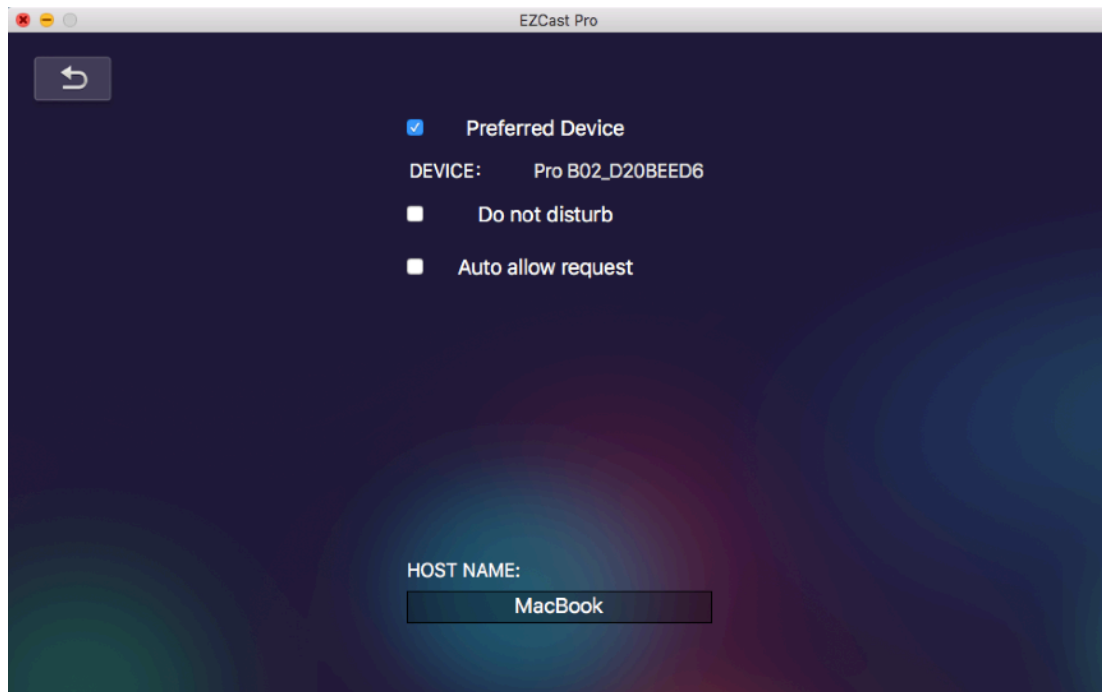 EZCast Pro
Preferred Device
DEVICE: Pro B02_D20BEED6
Do not disturb
Auto allow request
HOST NAME:
MacBook